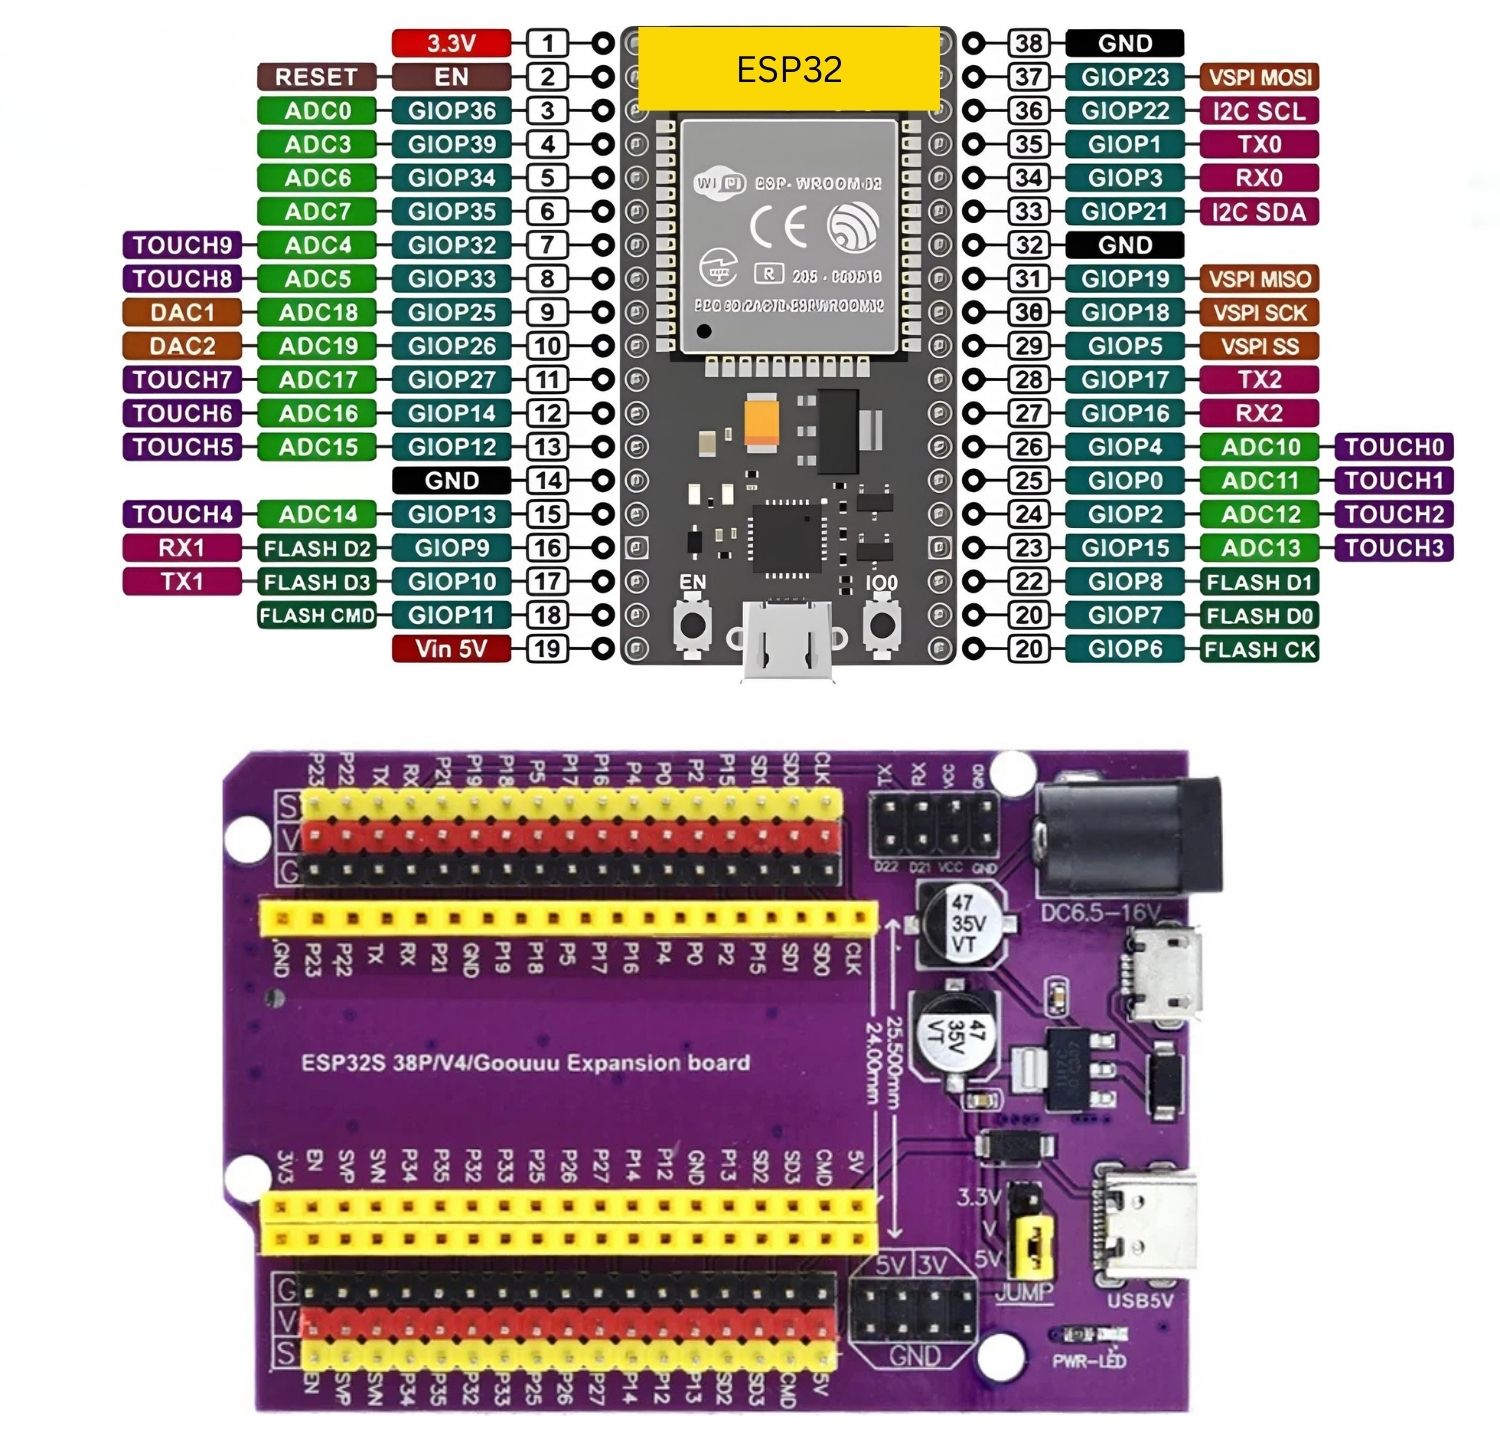 3.3V 1 ESP32 38 GND
RESET EN 2 37 GIOP23 VSPI MOSI
ADC0 GIOP36 3 36 GIOP22 I2C SCL
ADC3 GIOP39 4 35 GIOP1 TX0
ADC6 GIOP34 5 WiFi ESP-WROOM-32 34 GIOP3 RX0
ADC7 GIOP35 6 CE 33 GIOP21 I2C SDA
TOUCH9 ADC4 GIOP32 7 32 GND
TOUCH8 ADC5 GIOP33 8 R 31 GIOP19 VSPI MISO
DAC1 ADC18 GIOP25 9 30 GIOP18 VSPI SCK
DAC2 ADC19 GIOP26 10 29 GIOP5 VSPI SS
TOUCH7 ADC17 GIOP27 11 28 GIOP17 TX2
TOUCH6 ADC16 GIOP14 12 27 GIOP16 RX2
TOUCH5 ADC15 GIOP12 13 26 GIOP4 ADC10 TOUCH0
GND 14 25 GIOP0 ADC11 TOUCH1
TOUCH4 ADC14 GIOP13 15 24 GIOP2 ADC12 TOUCH2
RX1 FLASH D2 GIOP9 16 23 GIOP15 ADC13 TOUCH3
TX1 FLASH D3 GIOP10 17 EN IO0 22 GIOP8 FLASH D1
FLASH CMD GIOP11 18 20 GIOP7 FLASH D0
Vin 5V 19 20 GIOP6 FLASH CK
P23 P22 TX RX P21 P19 P18 P5 P17 P16 P4 P0 P2 P15 SD1 SD0 CLK
TX RX VCC GND
S
V
G
D22 D21 VCC GND
DC6.5-16V
47
35V
VT
GND P23 P22 TX RX P21 GND P19 P18 P5 P17 P16 P4 P0 P2 P15 SD1 SD0 CLK
47
35V
VT
25.500mm
24.00mm
ESP32S 38P/V4/Goouuu Expansion board
3V3 EN SVP SVN P34 P35 P32 P33 P25 P26 P27 P14 P12 GND P13 SD2 SD3 CMD 5V
3.3V
V
5V
JUMP
USB5V
5V 3V
GND
G
V
S
PWR-LED
EN SVP SVN P34 P35 P32 P33 P25 P26 P27 P14 P12 P13 SD2 SD3 CMD 5V